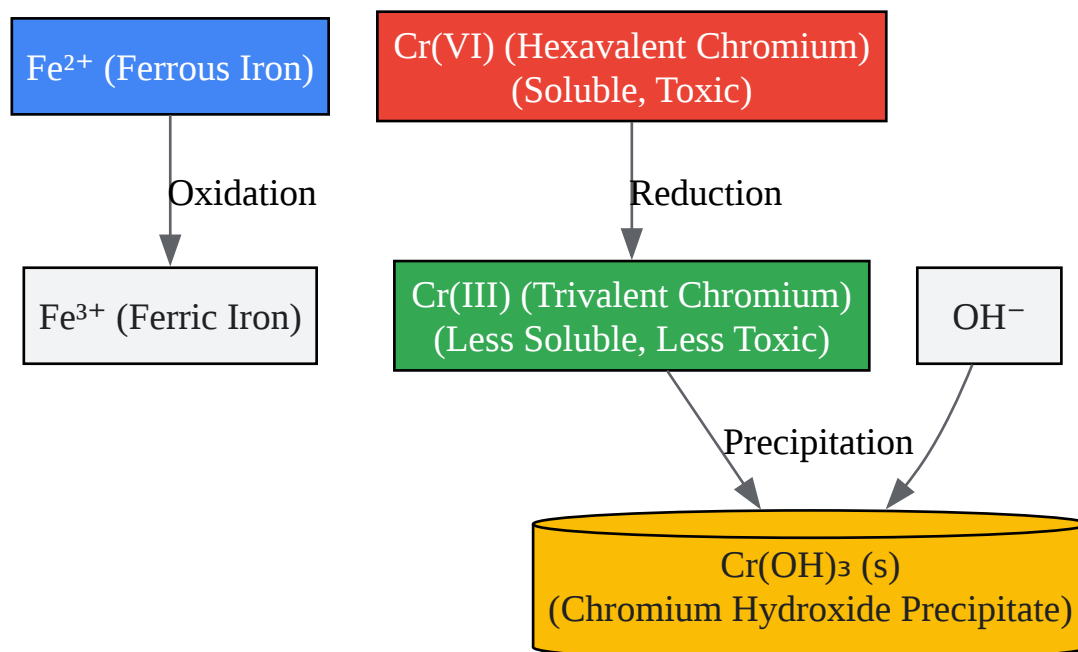 Fe²⁺ (Ferrous Iron)
Cr(VI) (Hexavalent Chromium)
(Soluble, Toxic)
Oxidation
Reduction
Fe³⁺ (Ferric Iron)
Cr(III) (Trivalent Chromium)
(Less Soluble, Less Toxic)
OH⁻
Precipitation
Cr(OH)₃ (s)
(Chromium Hydroxide Precipitate)